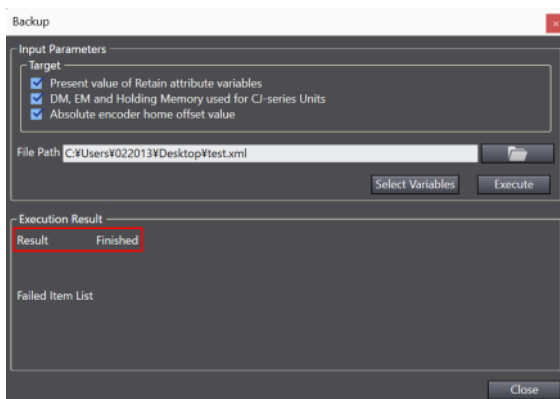 Backup
Input Parameters
Target
Present value of Retain attribute variables
DM, EM and Holding Memory used for CJ-series Units
Absolute encoder home offset value
File Path C:¥Users¥022013¥Desktop¥test.xml
Select Variables Execute
Execution Result
Result Finished
Failed Item List
Close